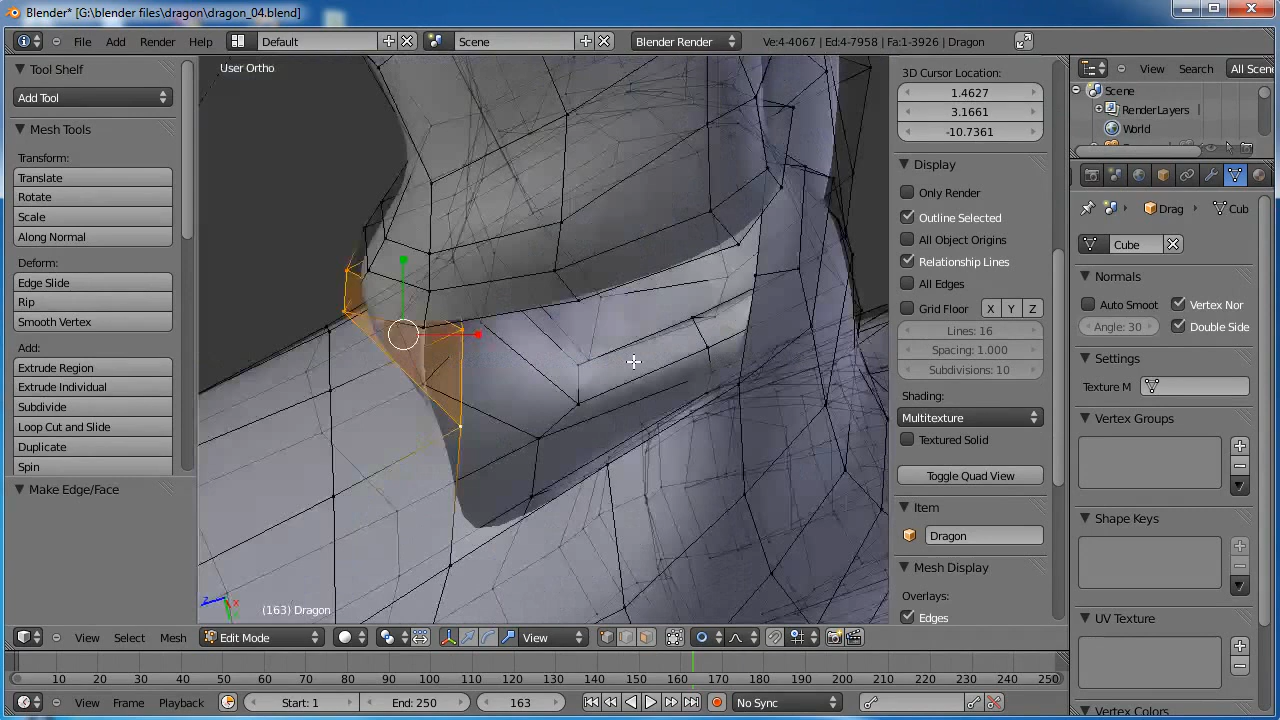 Blender* [G:\blender files\dragon\dragon_04.blend]
File Add Render Help Default Scene Blender Render Ve:4-4067 | Ed:4-7958 | Fa:1-3926 | Dragon
Tool Shelf
Add Tool
Mesh Tools
Transform:
Translate
Rotate
Scale
Along Normal
Deform:
Edge Slide
Rip
Smooth Vertex
Add:
Extrude Region
Extrude Individual
Subdivide
Loop Cut and Slide
Duplicate
Spin
Make Edge/Face
User Ortho
(163) Dragon
3D Cursor Location:
1.4627
3.1661
-10.7361
Display
Only Render
Outline Selected
All Object Origins
Relationship Lines
All Edges
Grid Floor X Y Z
Lines: 16
Spacing: 1.000
Subdivisions: 10
Shading:
Multitexture
Textured Solid
Toggle Quad View
Item
Dragon
Mesh Display
Overlays:
Edges
View Search All Scene
Scene
RenderLayers
World
Drag Cub
Cube
Normals
Auto Smoot Vertex Nor
Angle: 30 Double Side
Settings
Texture M
Vertex Groups
Shape Keys
UV Texture
Vertex Colors
View Select Mesh Edit Mode View
10 20 30 40 50 60 70 80 90 100 110 120 130 140 150 160 170 180 190 200 210 220 230 240 250
View Frame Playback Start: 1 End: 250 163 No Sync